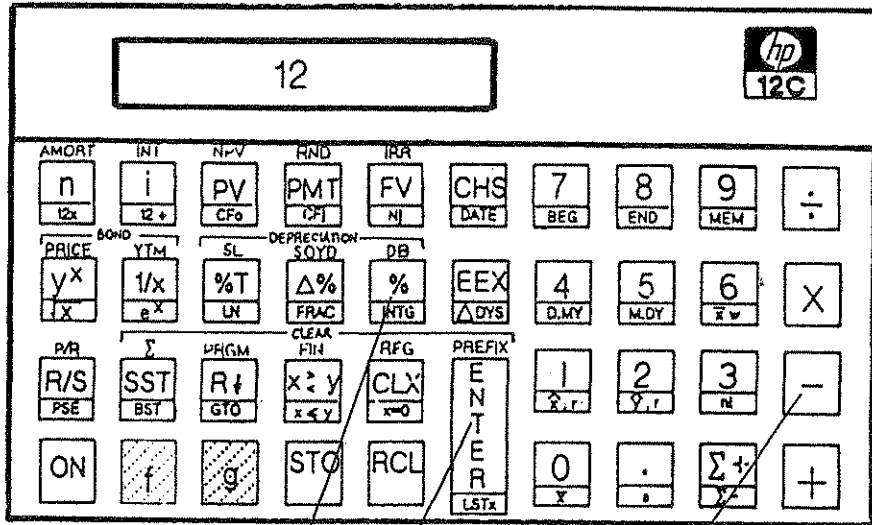 12
hp
12C
AMORT INT NPV RND IRR
n i PV PMT FV CHS 7 8 9 ÷
12x 12÷ CFo CFj Nj DATE BEG END MEM
BOND DEPRECIATION
PRICE YTM SL SOYD DB
y^x 1/x %T Δ% % EEX 4 5 6 X
√x e^x LN FRAC INTG ΔDYS D.MY M.DY x̄w
CLEAR
P/R Σ PRGM FIN REG PREFIX
R/S SST R↓ x≷y CLX ENTER 1 2 3 −
PSE BST GTO x≤y x=0 x̂,r ŷ,r n!
ON f g STO RCL 0 . Σ+ +
LSTx x̄ s Σ-